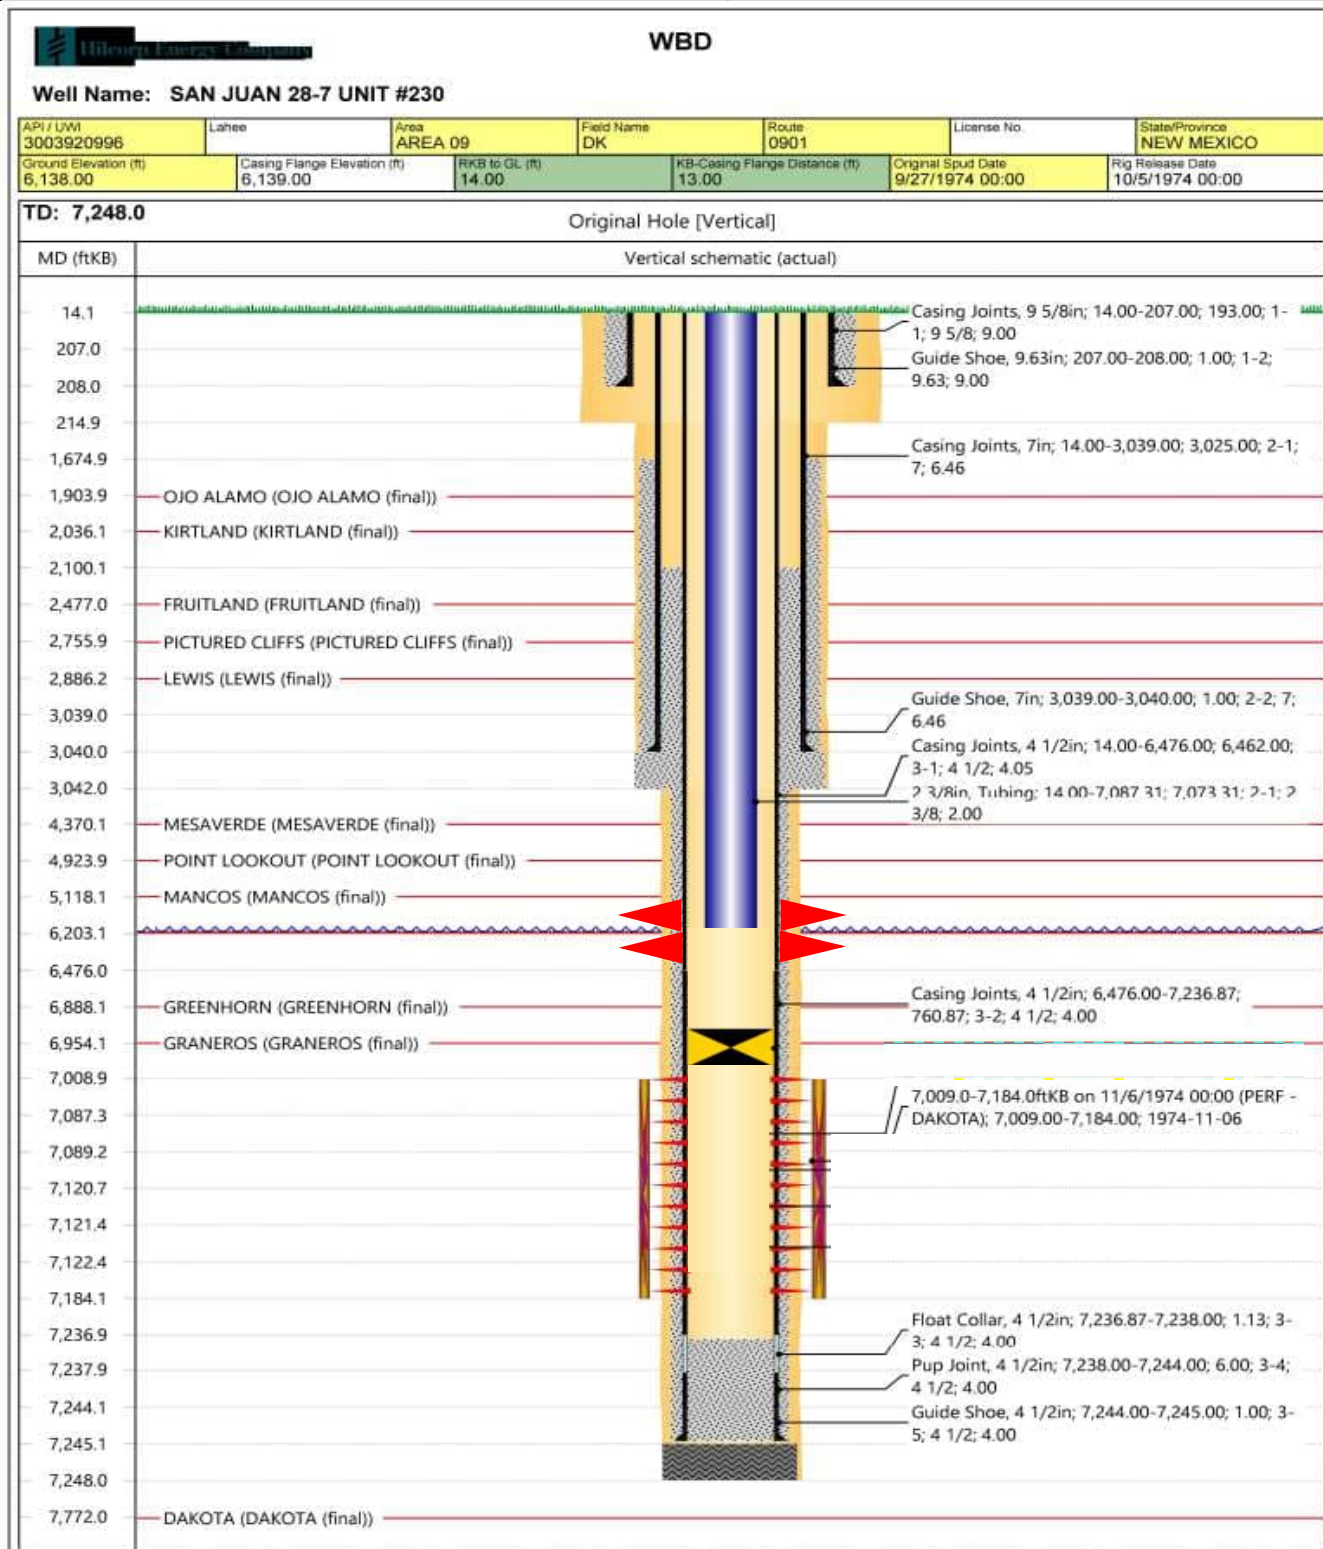 Hilcorp Energy Company
WBD
Well Name: SAN JUAN 28-7 UNIT #230
API / UWI
3003920996
Lahee
Area
AREA 09
Field Name
DK
Route
0901
License No.
State/Province
NEW MEXICO
Ground Elevation (ft)
6,138.00
Casing Flange Elevation (ft)
6,139.00
RKB to GL (ft)
14.00
KB-Casing Flange Distance (ft)
13.00
Original Spud Date
9/27/1974 00:00
Rig Release Date
10/5/1974 00:00
TD: 7,248.0
Original Hole [Vertical]
MD (ftKB)
Vertical schematic (actual)
14.1
Casing Joints, 9 5/8in; 14.00-207.00; 193.00; 1-
1; 9 5/8; 9.00
207.0
Guide Shoe, 9.63in; 207.00-208.00; 1.00; 1-2;
9.63; 9.00
208.0
214.9
Casing Joints, 7in; 14.00-3,039.00; 3,025.00; 2-1;
7; 6.46
1,674.9
1,903.9
OJO ALAMO (OJO ALAMO (final))
2,036.1
KIRTLAND (KIRTLAND (final))
2,100.1
2,477.0
FRUITLAND (FRUITLAND (final))
2,755.9
PICTURED CLIFFS (PICTURED CLIFFS (final))
2,886.2
LEWIS (LEWIS (final))
3,039.0
Guide Shoe, 7in; 3,039.00-3,040.00; 1.00; 2-2; 7;
6.46
3,040.0
Casing Joints, 4 1/2in; 14.00-6,476.00; 6,462.00;
3-1; 4 1/2; 4.05
3,042.0
2 3/8in, Tubing; 14.00-7,087.31; 7,073.31; 2-1; 2
3/8; 2.00
4,370.1
MESAVERDE (MESAVERDE (final))
4,923.9
POINT LOOKOUT (POINT LOOKOUT (final))
5,118.1
MANCOS (MANCOS (final))
6,203.1
6,476.0
6,888.1
GREENHORN (GREENHORN (final))
Casing Joints, 4 1/2in; 6,476.00-7,236.87;
760.87; 3-2; 4 1/2; 4.00
6,954.1
GRANEROS (GRANEROS (final))
7,008.9
7,087.3
7,009.0-7,184.0ftKB on 11/6/1974 00:00 (PERF -
DAKOTA); 7,009.00-7,184.00; 1974-11-06
7,089.2
7,120.7
7,121.4
7,122.4
7,184.1
7,236.9
Float Collar, 4 1/2in; 7,236.87-7,238.00; 1.13; 3-
3; 4 1/2; 4.00
7,237.9
Pup Joint, 4 1/2in; 7,238.00-7,244.00; 6.00; 3-4;
4 1/2; 4.00
7,244.1
Guide Shoe, 4 1/2in; 7,244.00-7,245.00; 1.00; 3-
5; 4 1/2; 4.00
7,245.1
7,248.0
7,772.0
DAKOTA (DAKOTA (final))